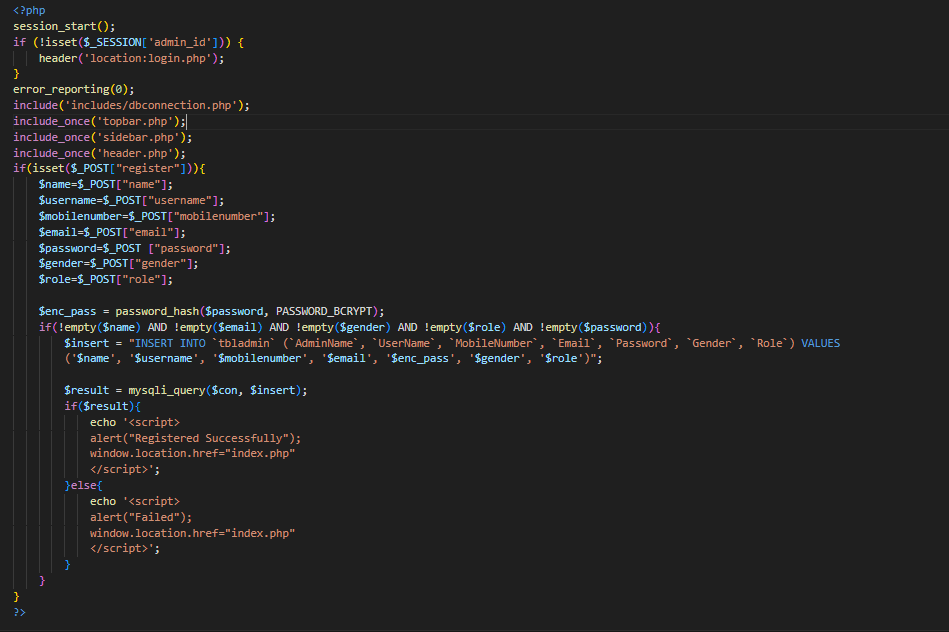 <?php
session_start();
if (!isset($_SESSION['admin_id'])) {
    header('location:login.php');
}
error_reporting(0);
include('includes/dbconnection.php');
include_once('topbar.php');
include_once('sidebar.php');
include_once('header.php');
if(isset($_POST["register"])){
    $name=$_POST["name"];
    $username=$_POST["username"];
    $mobilenumber=$_POST["mobilenumber"];
    $email=$_POST["email"];
    $password=$_POST ["password"];
    $gender=$_POST["gender"];
    $role=$_POST["role"];

    $enc_pass = password_hash($password, PASSWORD_BCRYPT);
    if(!empty($name) AND !empty($email) AND !empty($gender) AND !empty($role) AND !empty($password)){
        $insert = "INSERT INTO `tbladmin` (`AdminName`, `UserName`, `MobileNumber`, `Email`, `Password`, `Gender`, `Role`) VALUES
        ('$name', '$username', '$mobilenumber', '$email', '$enc_pass', '$gender', '$role')";

        $result = mysqli_query($con, $insert);
        if($result){
            echo '<script>
            alert("Registered Successfully");
            window.location.href="index.php"
            </script>';
        }else{
            echo '<script>
            alert("Failed");
            window.location.href="index.php"
            </script>';
        }
    }
}
?>